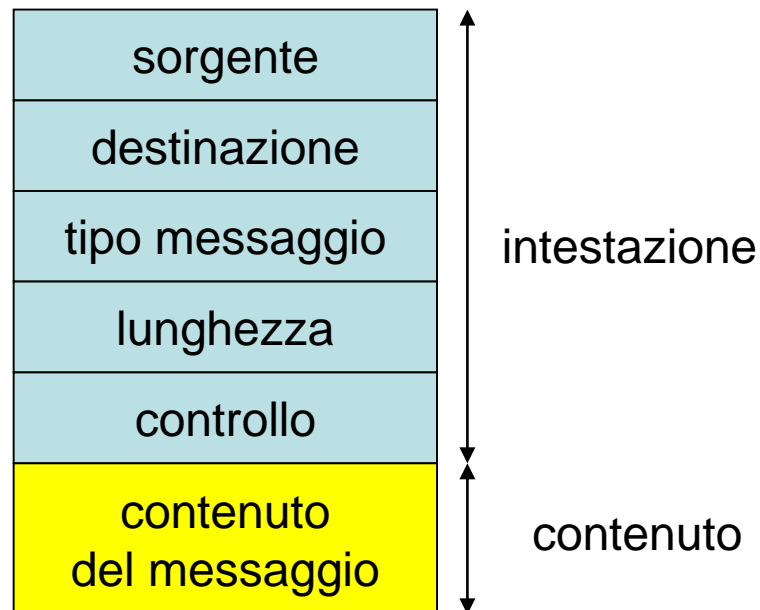 sorgente
destinazione
tipo messaggio
lunghezza
controllo
contenuto
del messaggio
intestazione
contenuto